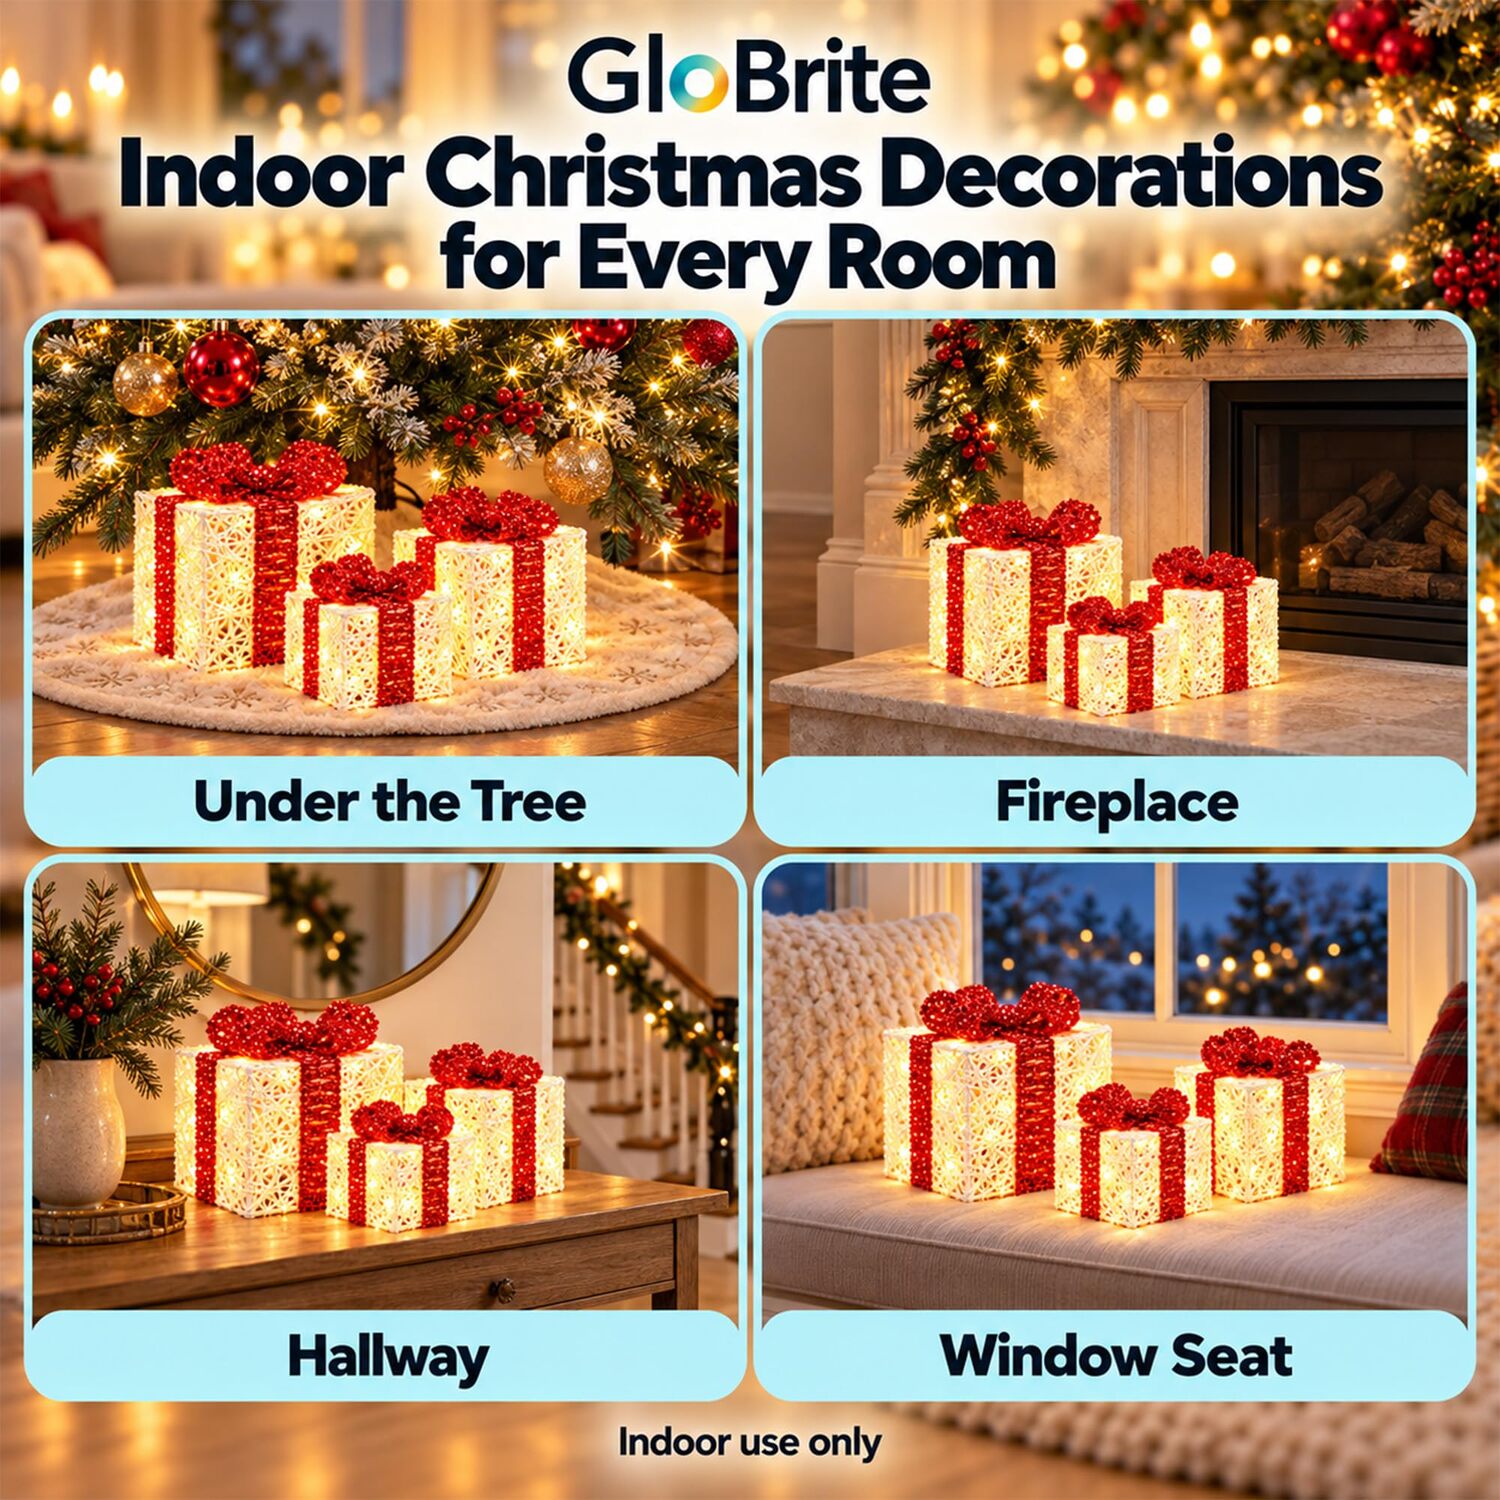 GloBrite
Indoor Christmas Decorations
for Every Room
Under the Tree
Fireplace
Hallway
Window Seat
Indoor use only